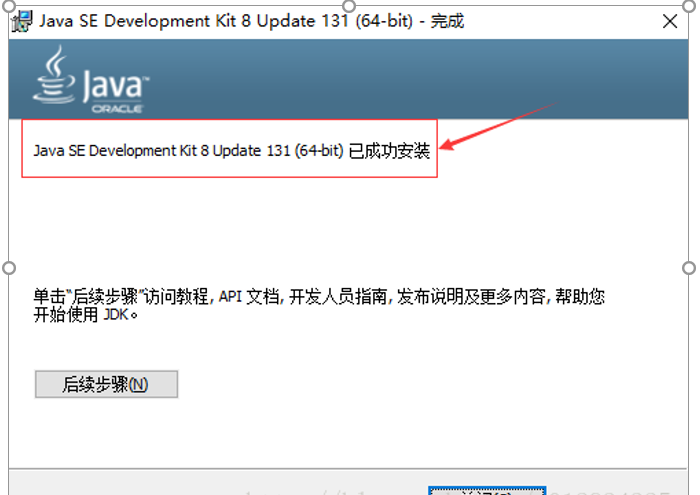 Java SE Development Kit 8 Update 131 (64-bit) - 完成
Java™
ORACLE
Java SE Development Kit 8 Update 131 (64-bit) 已成功安装
单击“后续步骤”访问教程, API 文档, 开发人员指南, 发布说明及更多内容, 帮助您
开始使用 JDK。
后续步骤(N)